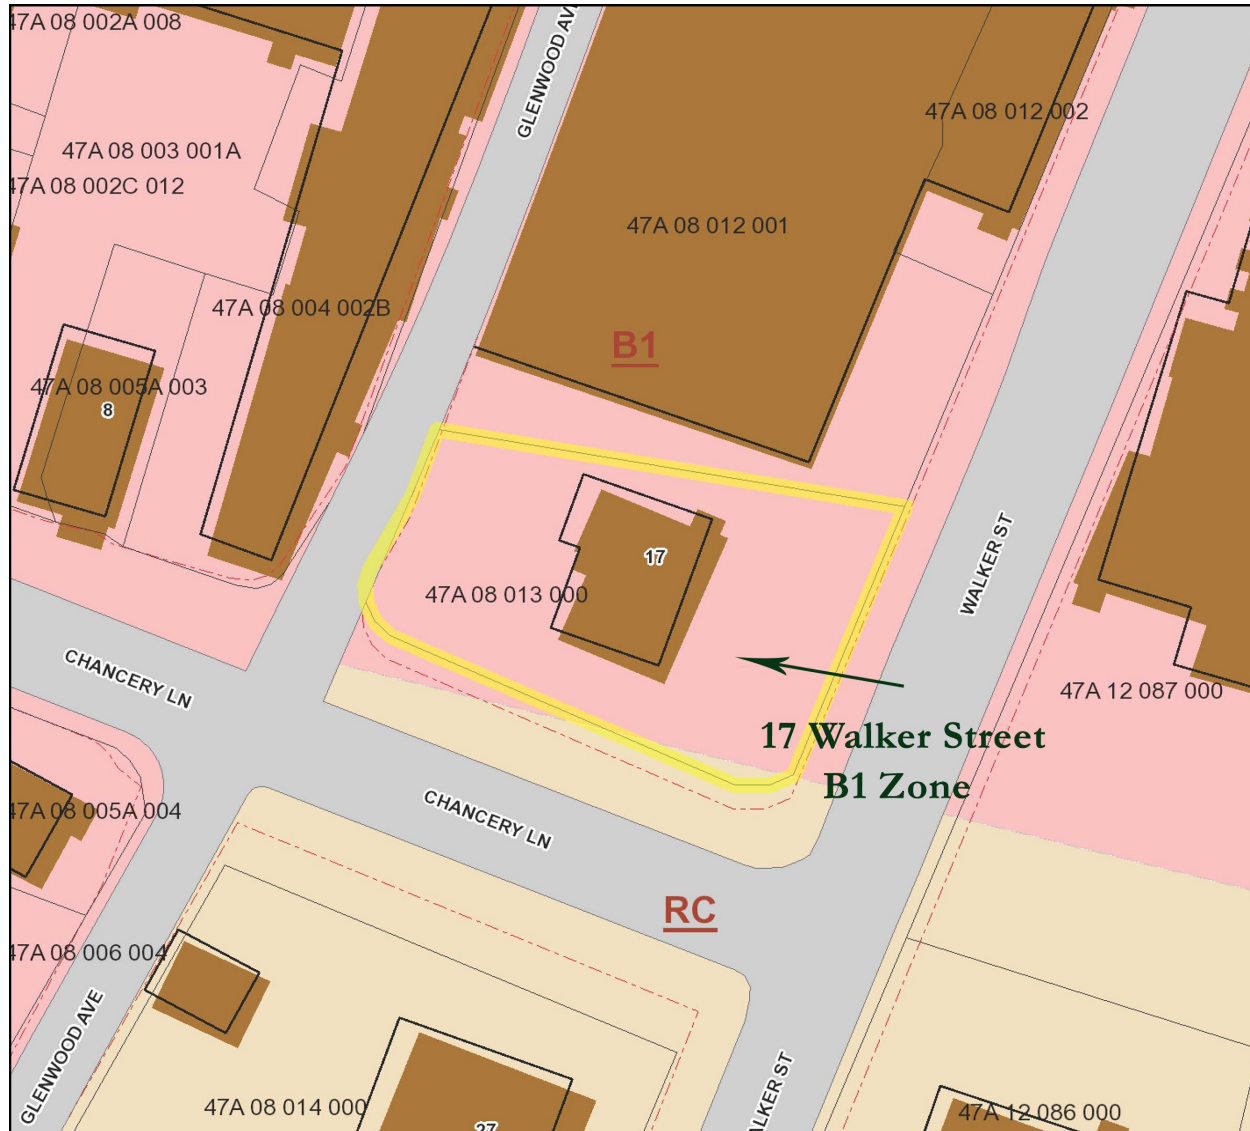 47A 08 002A 008
GLENWOOD AV
47A 08 012 002
47A 08 003 001A
47A 08 002C 012
47A 08 012 001
47A 08 004 002B
B1
47A 08 005A 003
8
17
WALKER ST
47A 08 013 000
CHANCERY LN
47A 12 087 000
17 Walker Street
B1 Zone
CHANCERY LN
47A 08 005A 004
RC
47A 08 006 004
GLENWOOD AVE
47A 08 014 000
27
ALKER ST
47A 12 086 000